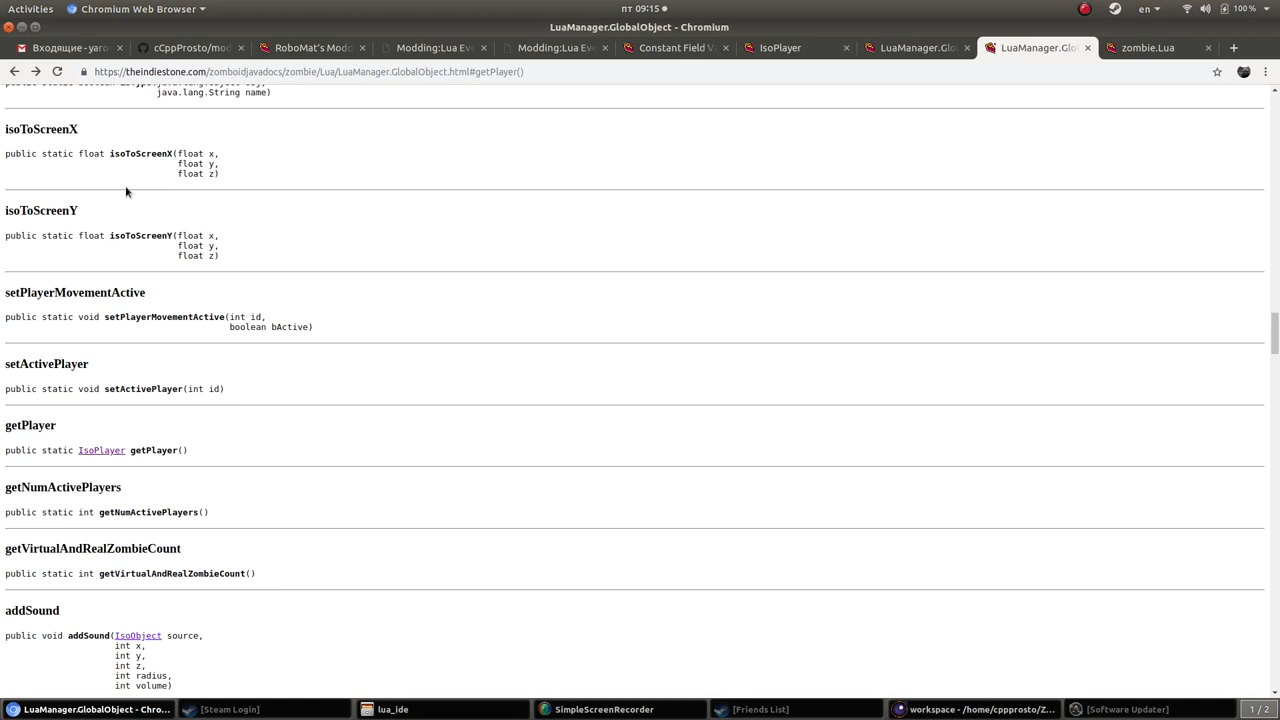 Activities
Chromium Web Browser
пт 09:15
en
100 %
LuaManager.GlobalObject - Chromium
Входящие - yaro
cCppProsto/mod
RoboMat's Modd
Modding:Lua Eve
Modding:Lua Eve
Constant Field V
IsoPlayer
LuaManager.Glo
LuaManager.Glo
zombie.Lua
https://theindiestone.com/zomboidjavadocs/zombie/Lua/LuaManager.GlobalObject.html#getPlayer()
java.lang.String name)
isoToScreenX
public static float isoToScreenX(float x,
float y,
float z)
isoToScreenY
public static float isoToScreenY(float x,
float y,
float z)
setPlayerMovementActive
public static void setPlayerMovementActive(int id,
boolean bActive)
setActivePlayer
public static void setActivePlayer(int id)
getPlayer
public static IsoPlayer getPlayer()
getNumActivePlayers
public static int getNumActivePlayers()
getVirtualAndRealZombieCount
public static int getVirtualAndRealZombieCount()
addSound
public void addSound(IsoObject source,
int x,
int y,
int z,
int radius,
int volume)
LuaManager.GlobalObject - Chro...
[Steam Login]
lua_ide
SimpleScreenRecorder
[Friends List]
workspace - /home/cppprosto/Z...
[Software Updater]
1 / 2